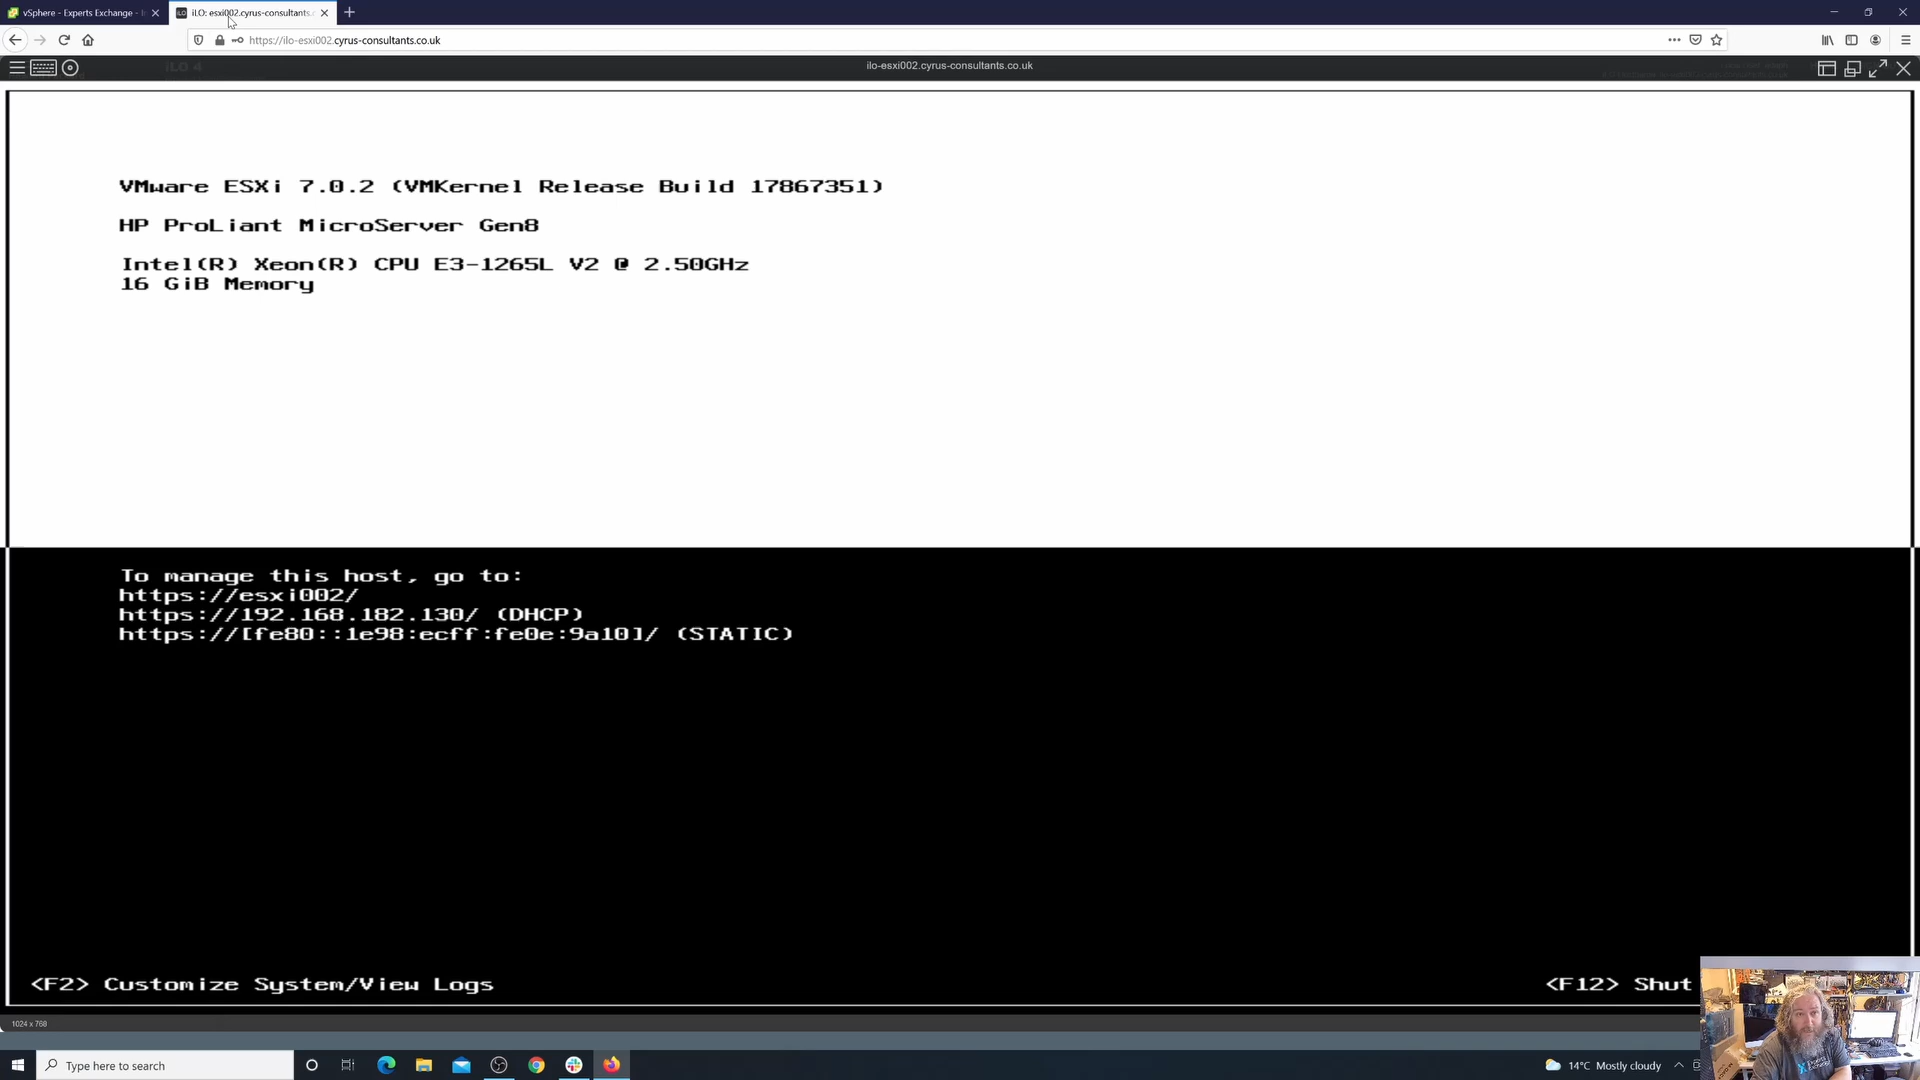 vSphere - Experts Exchange -
iLO: esxi002.cyrus-consultants.
https://ilo-esxi002.cyrus-consultants.co.uk
iLO 4
ilo-esxi002.cyrus-consultants.co.uk
VMware ESXi 7.0.2 (VMKernel Release Build 17867351)
HP ProLiant MicroServer Gen8
Intel(R) Xeon(R) CPU E3-1265L V2 @ 2.50GHz
16 GiB Memory
To manage this host, go to:
https://esxi002/
https://192.168.182.130/ (DHCP)
https://[fe80::1e98:ecff:fe0e:9a10]/ (STATIC)
<F2> Customize System/View Logs
<F12> Shut
1024 x 768
Type here to search
14°C Mostly cloudy